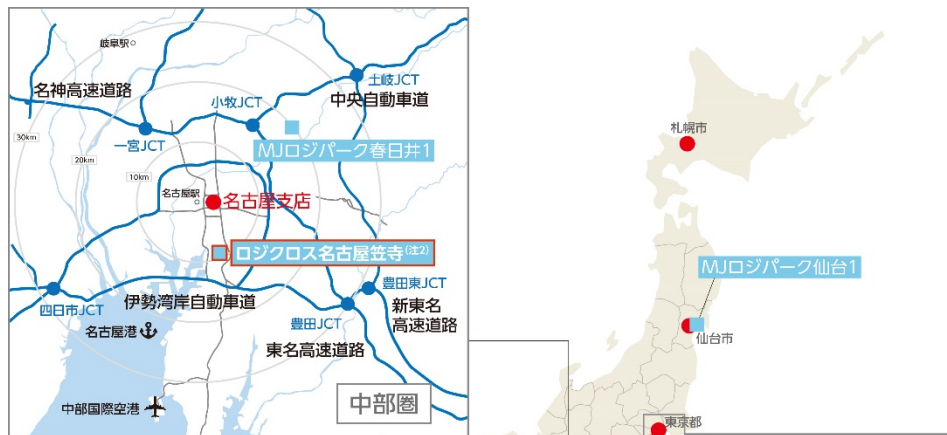 岐阜駅
土岐JCT
名神高速道路
小牧JCT
中央自動車道
30km
一宮JCT
MJロジパーク春日井1
20km
10km
名古屋駅
名古屋支店
ロジクロス名古屋笠寺(注2)
豊田東JCT
伊勢湾岸自動車道
四日市JCT
豊田JCT
新東名
高速道路
名古屋港
東名高速道路
中部国際空港
中部圏
札幌市
MJロジパーク仙台1
仙台市
東京都